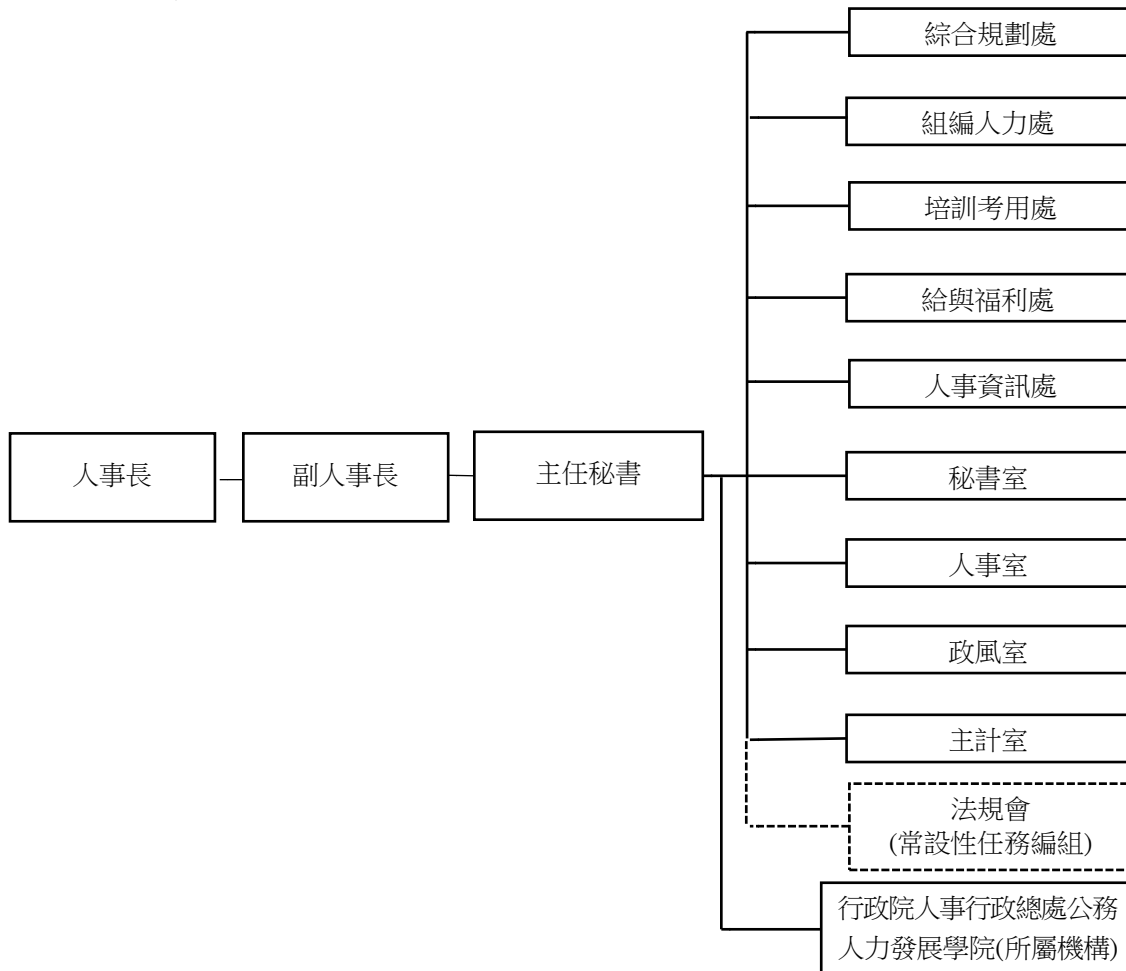 綜合規劃處
組編人力處
培訓考用處
給與福利處
人事資訊處
人事長
副人事長
主任秘書
秘書室
人事室
政風室
主計室
法規會
(常設性任務編組)
行政院人事行政總處公務
人力發展學院(所屬機構)